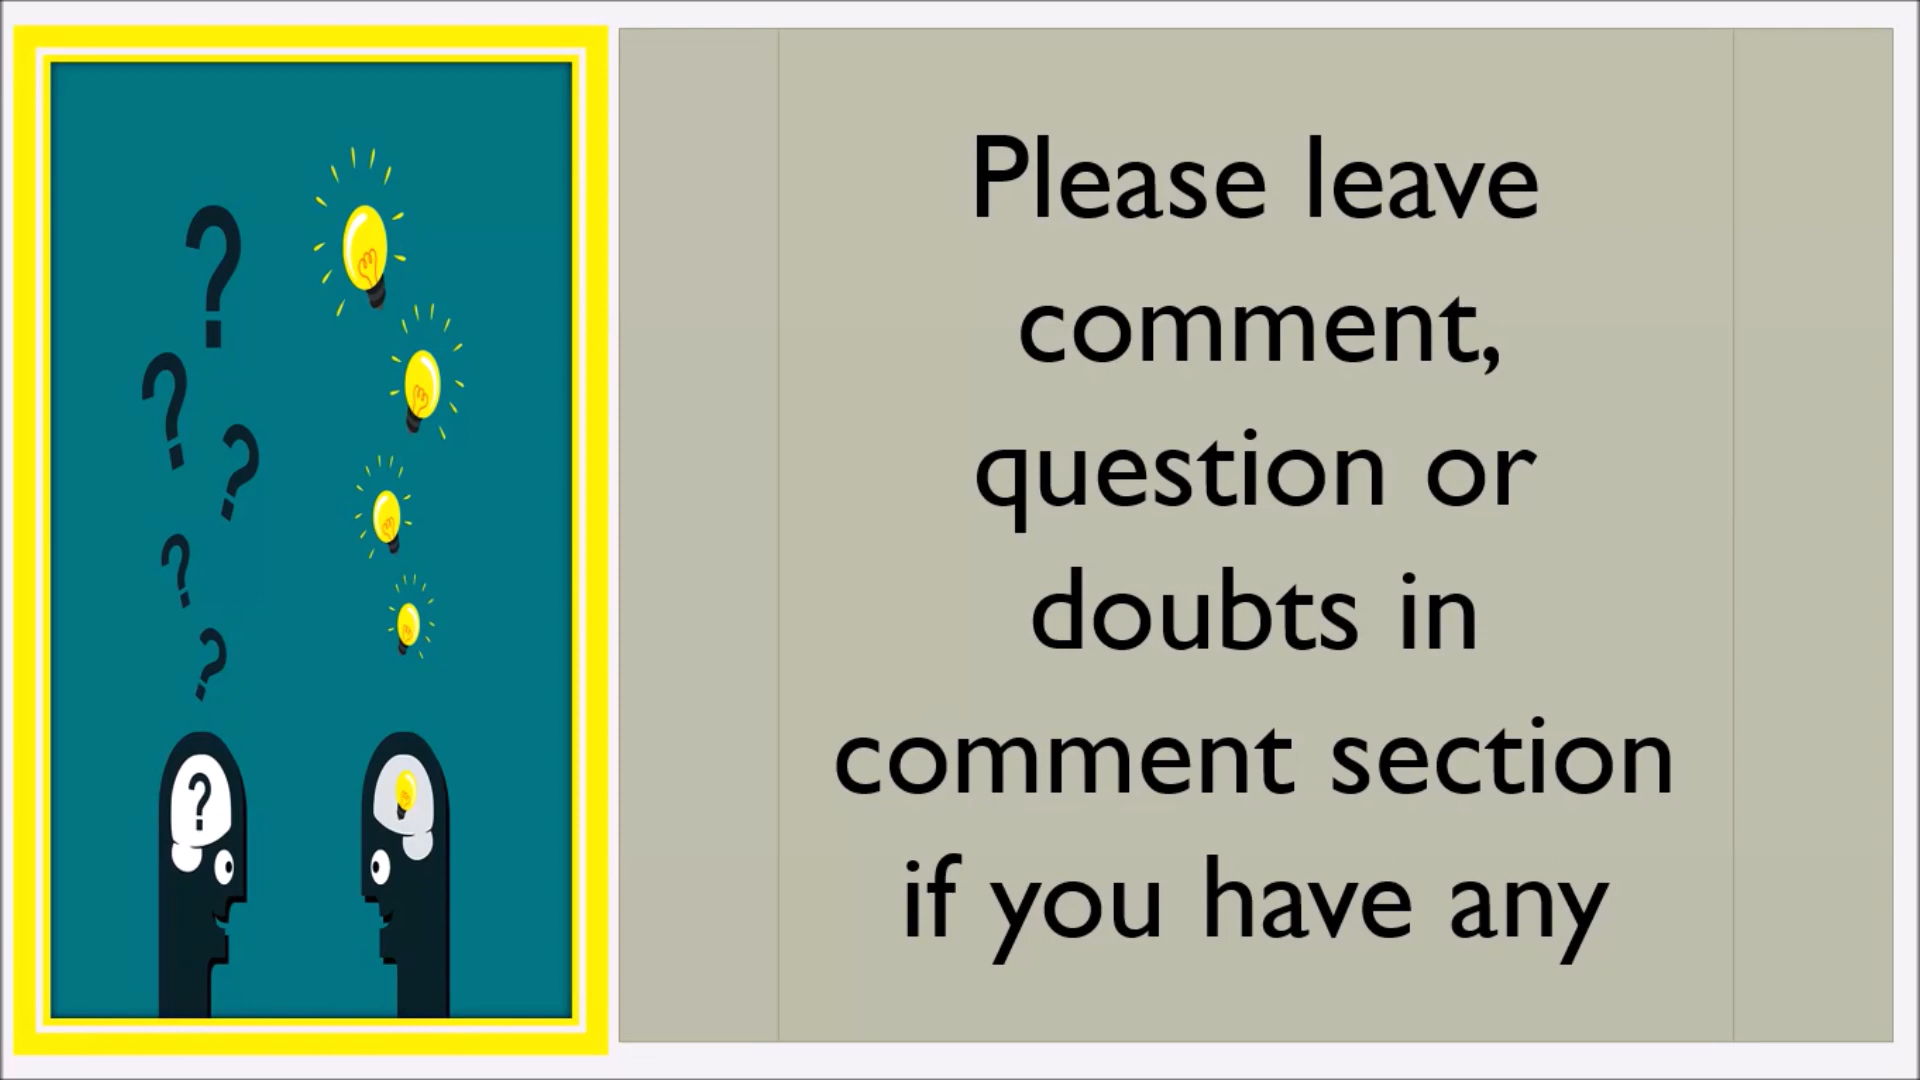 Please leave
comment,
question or
doubts in
comment section
if you have any